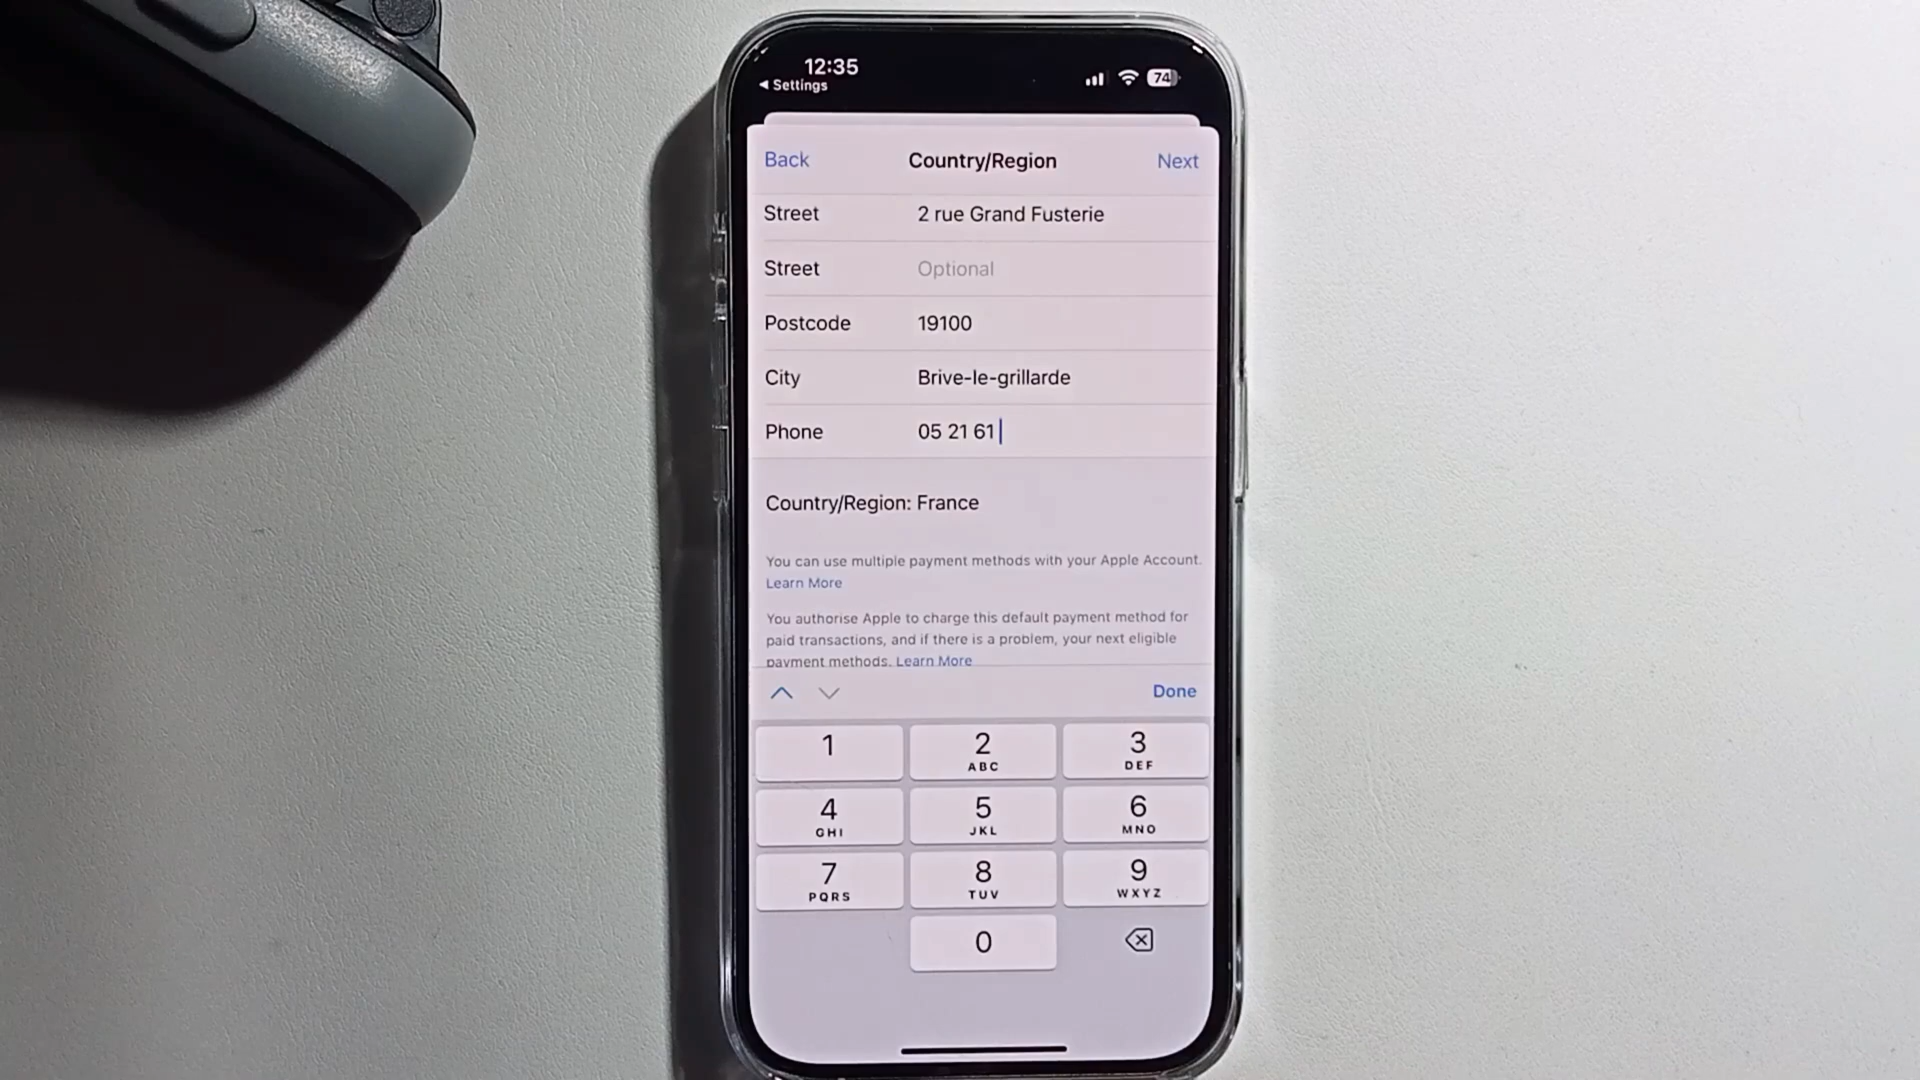 12:35
◀ Settings
74
Back Country/Region Next
Street 2 rue Grand Fusterie
Street Optional
Postcode 19100
City Brive-le-grillarde
Phone 05 21 61
Country/Region: France
You can use multiple payment methods with your Apple Account.
Learn More
You authorise Apple to charge this default payment method for
paid transactions, and if there is a problem, your next eligible
payment methods. Learn More
Done
1 2 3
ABC DEF
4 5 6
GHI JKL MNO
7 8 9
PQRS TUV WXYZ
0